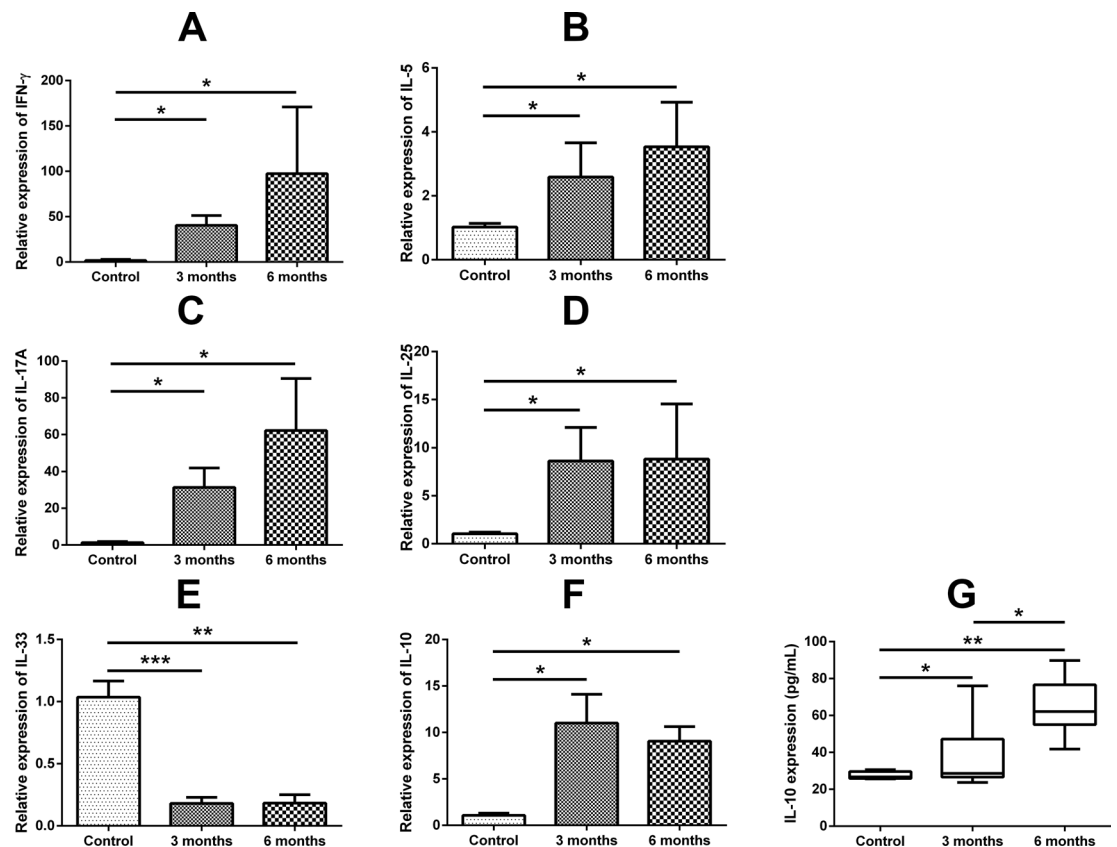 A
Relative expression of IFN-γ
200
150
100
50
0
*
*
Control 3 months 6 months
B
Relative expression of IL-5
6
4
2
0
*
*
Control 3 months 6 months
C
Relative expression of IL-17A
100
80
60
40
20
0
*
*
Control 3 months 6 months
D
Relative expression of IL-25
20
15
10
5
0
*
*
Control 3 months 6 months
E
Relative expression of IL-33
1.5
1.0
0.5
0.0
**
***
Control 3 months 6 months
F
Relative expression of IL-10
20
15
10
5
0
*
*
Control 3 months 6 months
G
IL-10 expression (pg/mL)
100
80
60
40
20
0
*
**
*
Control 3 months 6 months